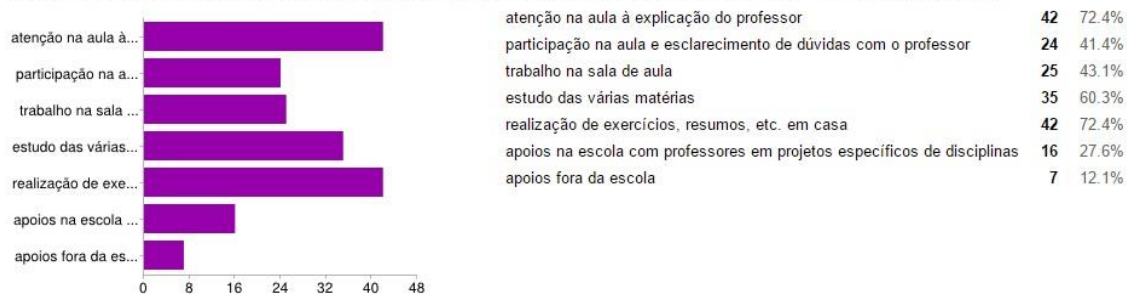 atenção na aula à...
participação na a...
trabalho na sala ...
estudo das várias...
realização de exe...
apoios na escola ...
apoios fora da es...
0 8 16 24 32 40 48
atenção na aula à explicação do professor 42 72.4%
participação na aula e esclarecimento de dúvidas com o professor 24 41.4%
trabalho na sala de aula 25 43.1%
estudo das várias matérias 35 60.3%
realização de exercícios, resumos, etc. em casa 42 72.4%
apoios na escola com professores em projetos específicos de disciplinas 16 27.6%
apoios fora da escola 7 12.1%